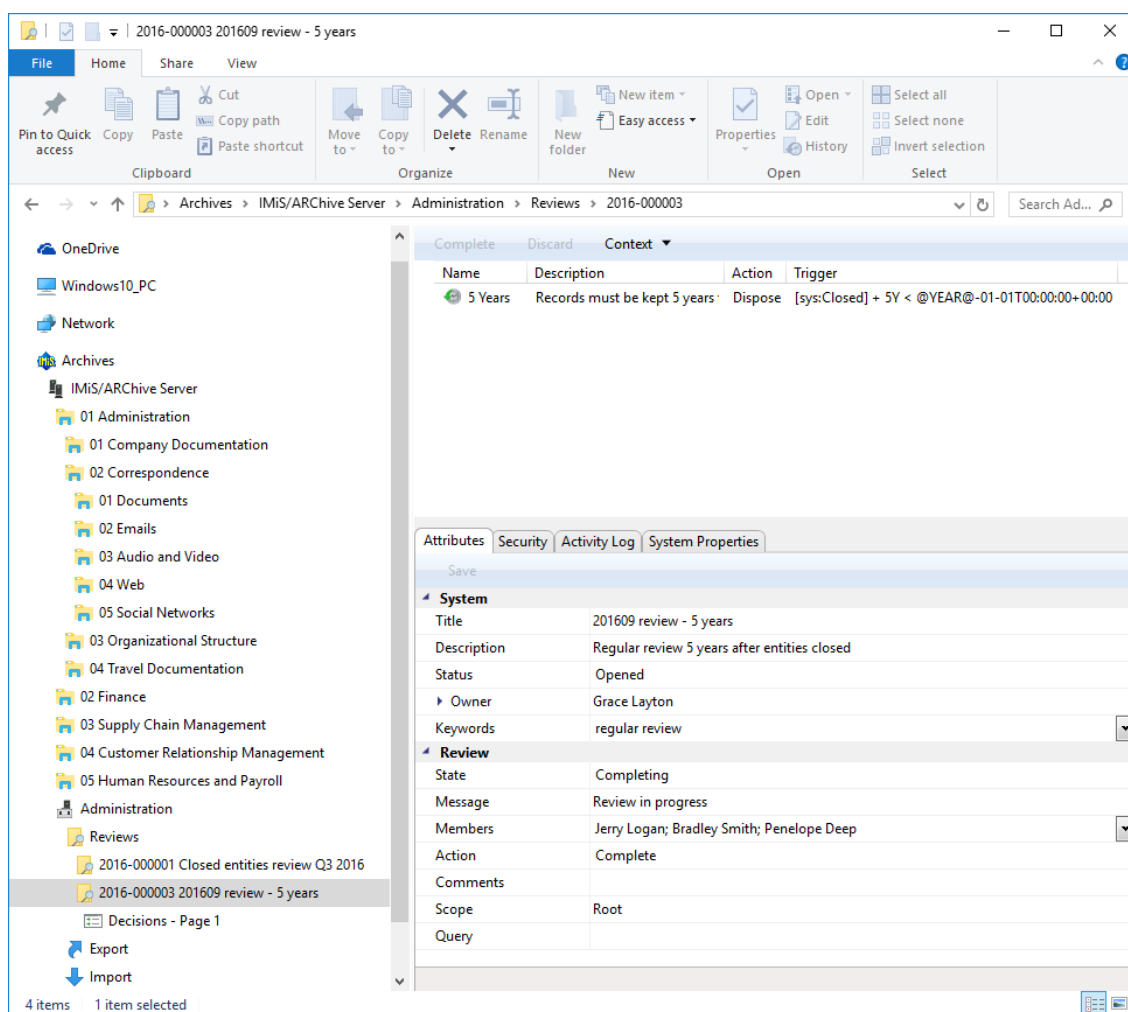 2016-000003 201609 review - 5 years
File Home Share View
Pin to Quick access
Copy
Paste
Cut
Copy path
Paste shortcut
Clipboard
Move to
Copy to
Delete
Rename
Organize
New folder
New item
Easy access
New
Properties
Open
Edit
History
Open
Select all
Select none
Invert selection
Select
Archives > IMiS/ARChive Server > Administration > Reviews > 2016-000003
Search Ad...
OneDrive
Windows10_PC
Network
Archives
IMiS/ARChive Server
01 Administration
01 Company Documentation
02 Correspondence
01 Documents
02 Emails
03 Audio and Video
04 Web
05 Social Networks
03 Organizational Structure
04 Travel Documentation
02 Finance
03 Supply Chain Management
04 Customer Relationship Management
05 Human Resources and Payroll
Administration
Reviews
2016-000001 Closed entities review Q3 2016
2016-000003 201609 review - 5 years
Decisions - Page 1
Export
Import
Complete Discard Context
Name Description Action Trigger
5 Years Records must be kept 5 years Dispose [sys:Closed] + 5Y < @YEAR@-01-01T00:00:00+00:00
Attributes Security Activity Log System Properties
Save
System
Title 201609 review - 5 years
Description Regular review 5 years after entities closed
Status Opened
Owner Grace Layton
Keywords regular review
Review
State Completing
Message Review in progress
Members Jerry Logan; Bradley Smith; Penelope Deep
Action Complete
Comments
Scope Root
Query
4 items 1 item selected